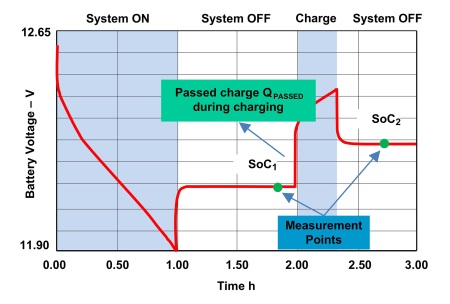 System ON System OFF Charge System OFF
12.65
Passed charge QPASSED
during charging
SoC2
SoC1
Battery Voltage – V
Measurement
Points
11.90
0.00 0.50 1.00 1.50 2.00 2.50 3.00
Time h